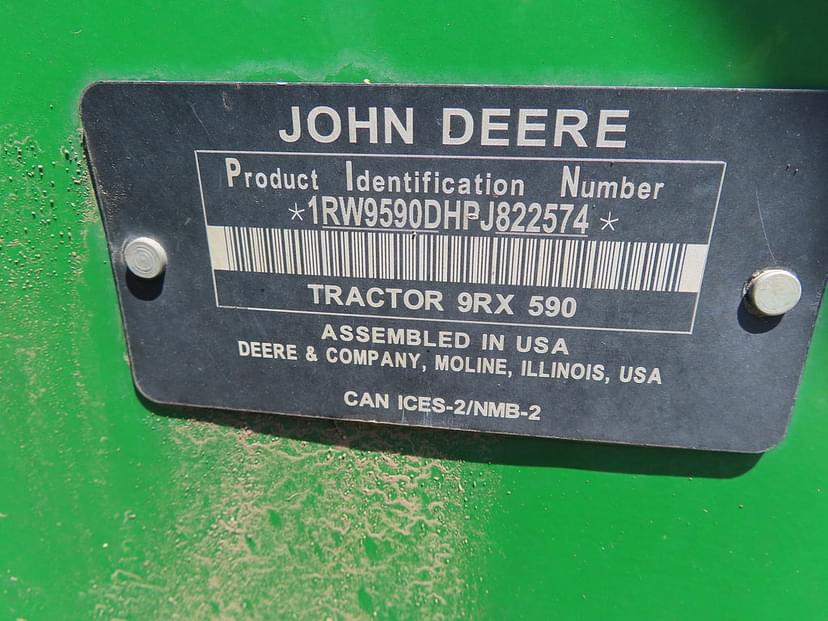 JOHN DEERE
Product Identification Number
*1RW9590DHPJ822574*
TRACTOR 9RX 590
ASSEMBLED IN USA
DEERE & COMPANY, MOLINE, ILLINOIS, USA
CAN ICES-2/NMB-2